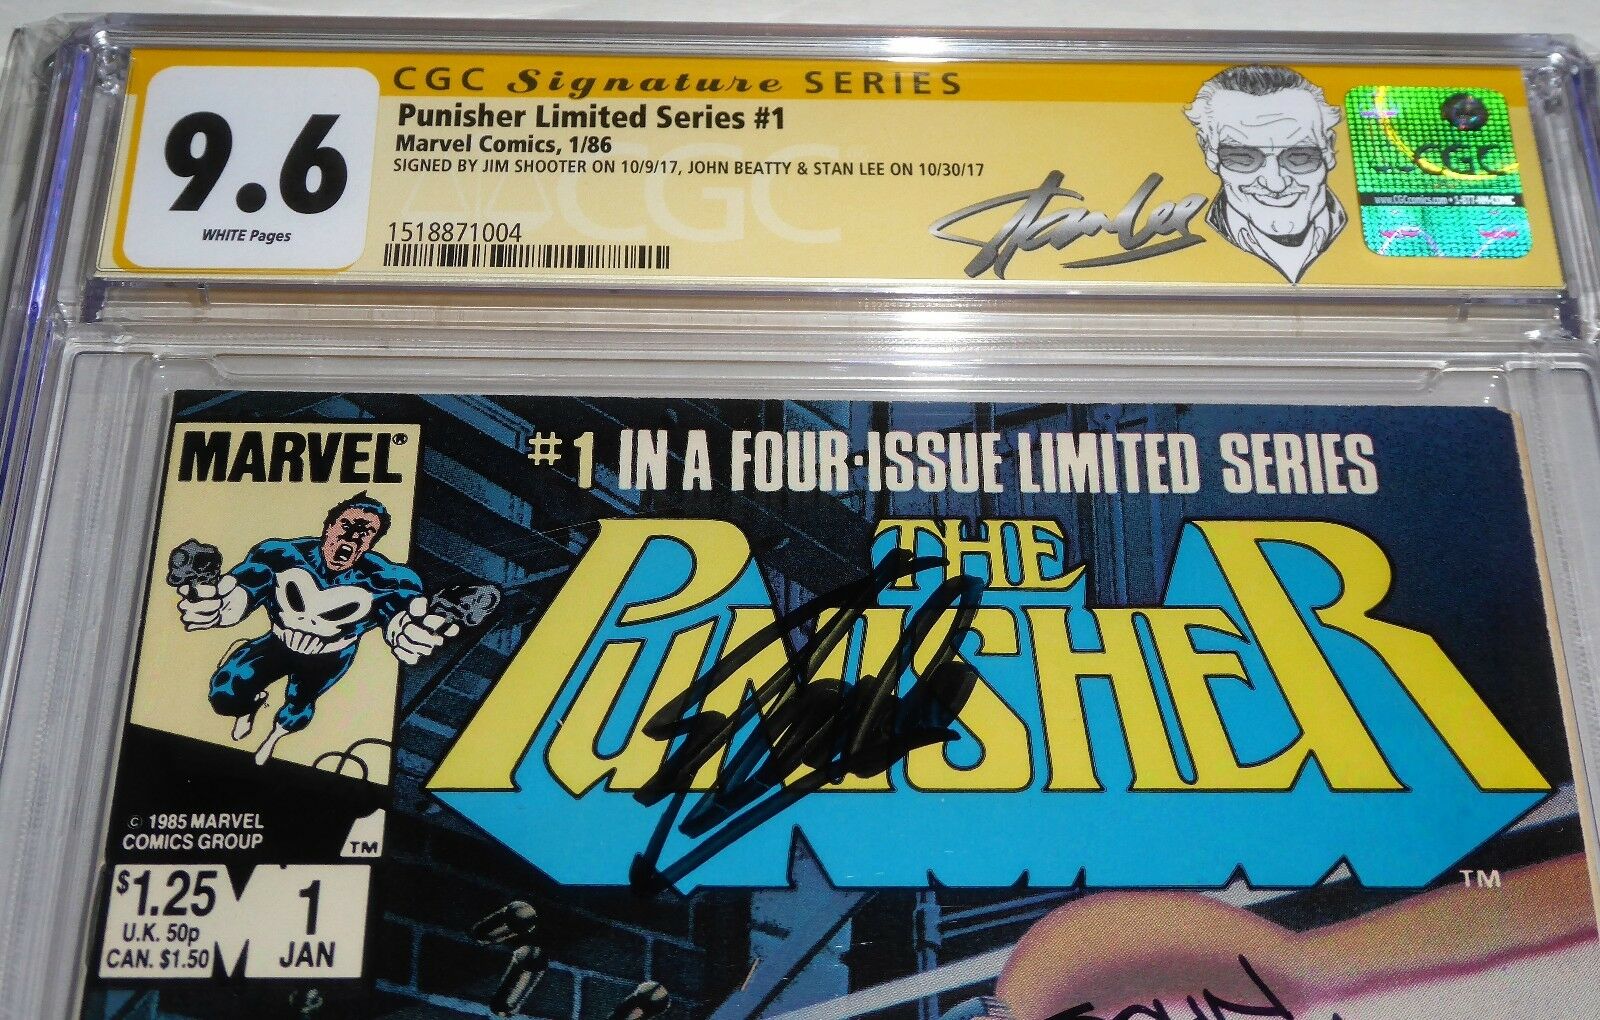 CGC Signature SERIES
9.6
WHITE Pages
Punisher Limited Series #1
Marvel Comics, 1/86
SIGNED BY JIM SHOOTER ON 10/9/17, JOHN BEATTY & STAN LEE ON 10/30/17
CGC
1518871004
Stan Lee
CGC
MARVEL®
#1 IN A FOUR-ISSUE LIMITED SERIES
THE
PUNISHER
TM
© 1985 MARVEL
COMICS GROUP
TM
$1.25
U.K. 50p
CAN. $1.50
1
JAN
JOHN